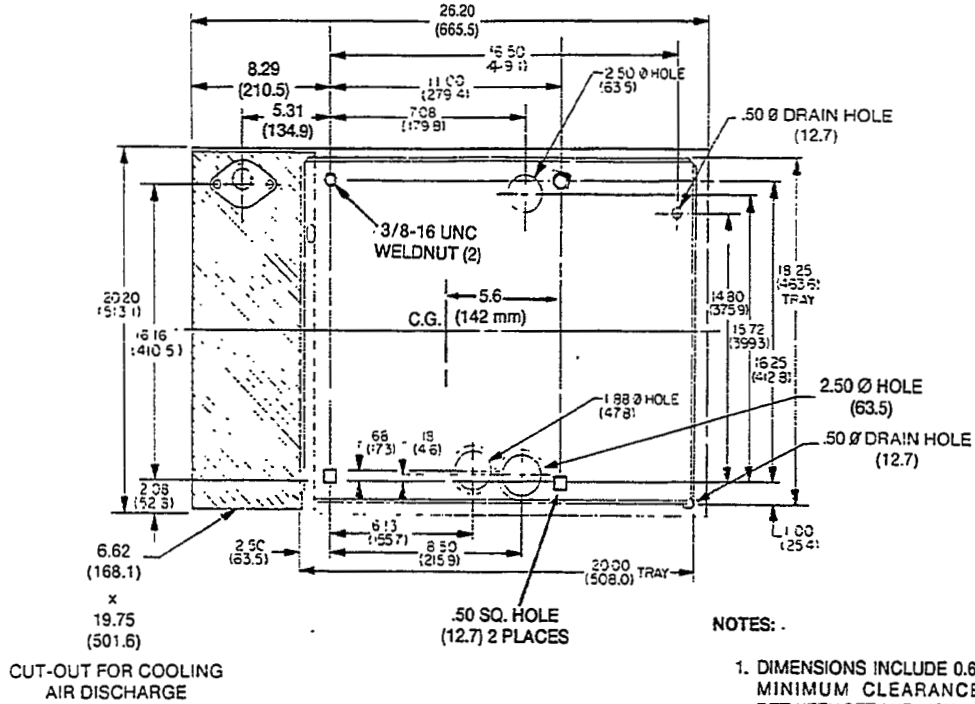 26.20
(665.5)
8.29
(210.5)
11.00
(279.4)
2.50 Ø HOLE
(63.5)
5.31
(134.9)
7.08
(179.8)
.50 Ø DRAIN HOLE
(12.7)
3/8-16 UNC
WELDNUT (2)
20.20
(513.1)
16.16
(410.5)
5.6
C.G. (142 mm)
18.25
(463.6)
TRAY
14.80
(375.9)
15.72
(399.3)
16.25
(412.8)
1.88 Ø HOLE
(47.8)
2.50 Ø HOLE
(63.5)
.50 Ø DRAIN HOLE
(12.7)
.68
(17.3)
(4.6)
2.08
6.62
(168.1)
x
19.75
(501.6)
CUT-OUT FOR COOLING
AIR DISCHARGE
2.50
(63.5)
6.13
(155.7)
8.50
(215.9)
20.00 TRAY
(508.0)
1.00
(25.4)
.50 SQ. HOLE
(12.7) 2 PLACES
NOTES:
1. DIMENSIONS INCLUDE 0.6
MINIMUM CLEARANCE